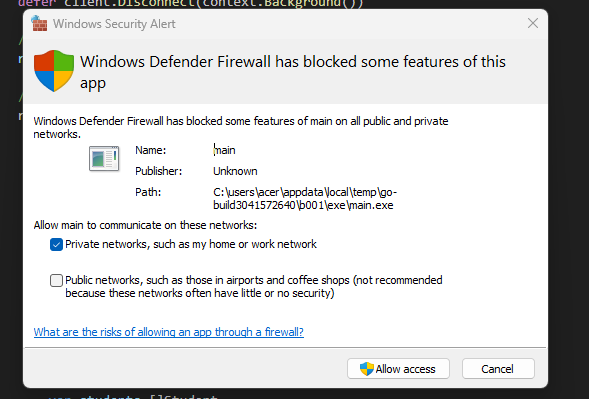 defer client.Disconnect(context.Background())
Windows Security Alert
Windows Defender Firewall has blocked some features of this
app
Windows Defender Firewall has blocked some features of main on all public and private
networks.
Name: main
Publisher: Unknown
Path: C:\users\acer\appdata\local\temp\go-
build3041572640\b001\exe\main.exe
Allow main to communicate on these networks:
Private networks, such as my home or work network
Public networks, such as those in airports and coffee shops (not recommended
because these networks often have little or no security)
What are the risks of allowing an app through a firewall?
Allow access
Cancel
var students []Student